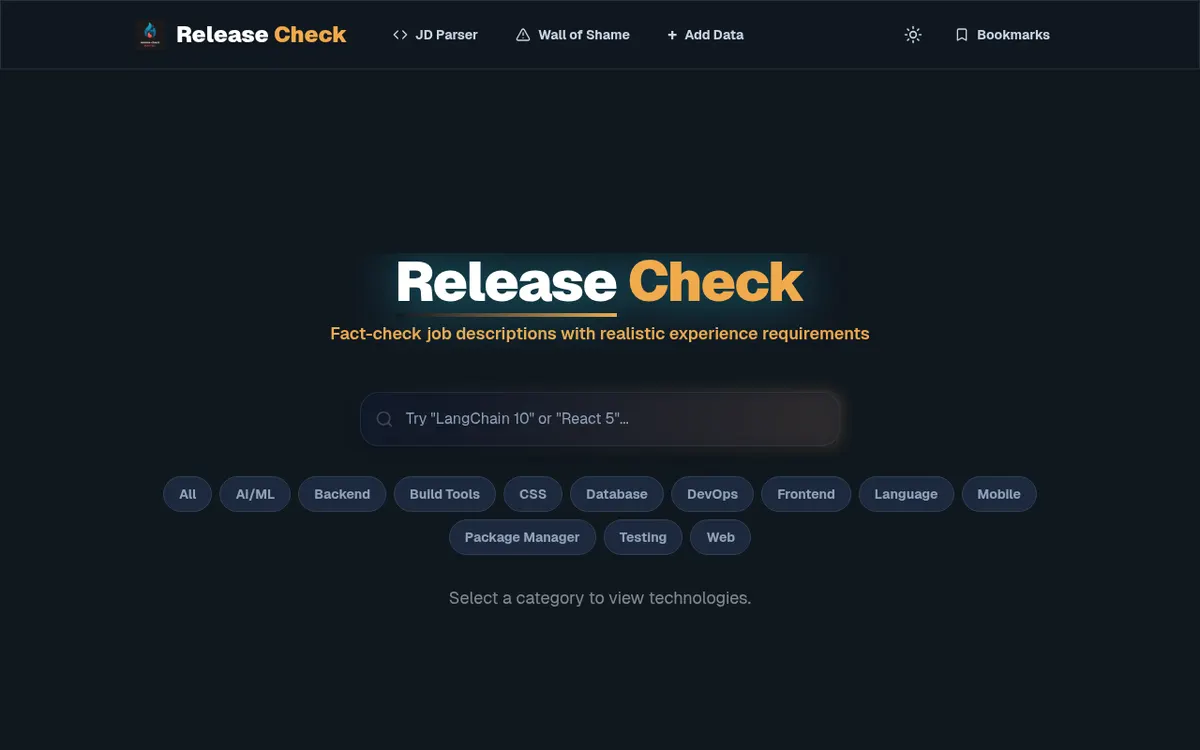 Release Check
JD Parser
Wall of Shame
+ Add Data
Bookmarks
Release Check
Fact-check job descriptions with realistic experience requirements
Try "LangChain 10" or "React 5"...
All
AI/ML
Backend
Build Tools
CSS
Database
DevOps
Frontend
Language
Mobile
Package Manager
Testing
Web
Select a category to view technologies.